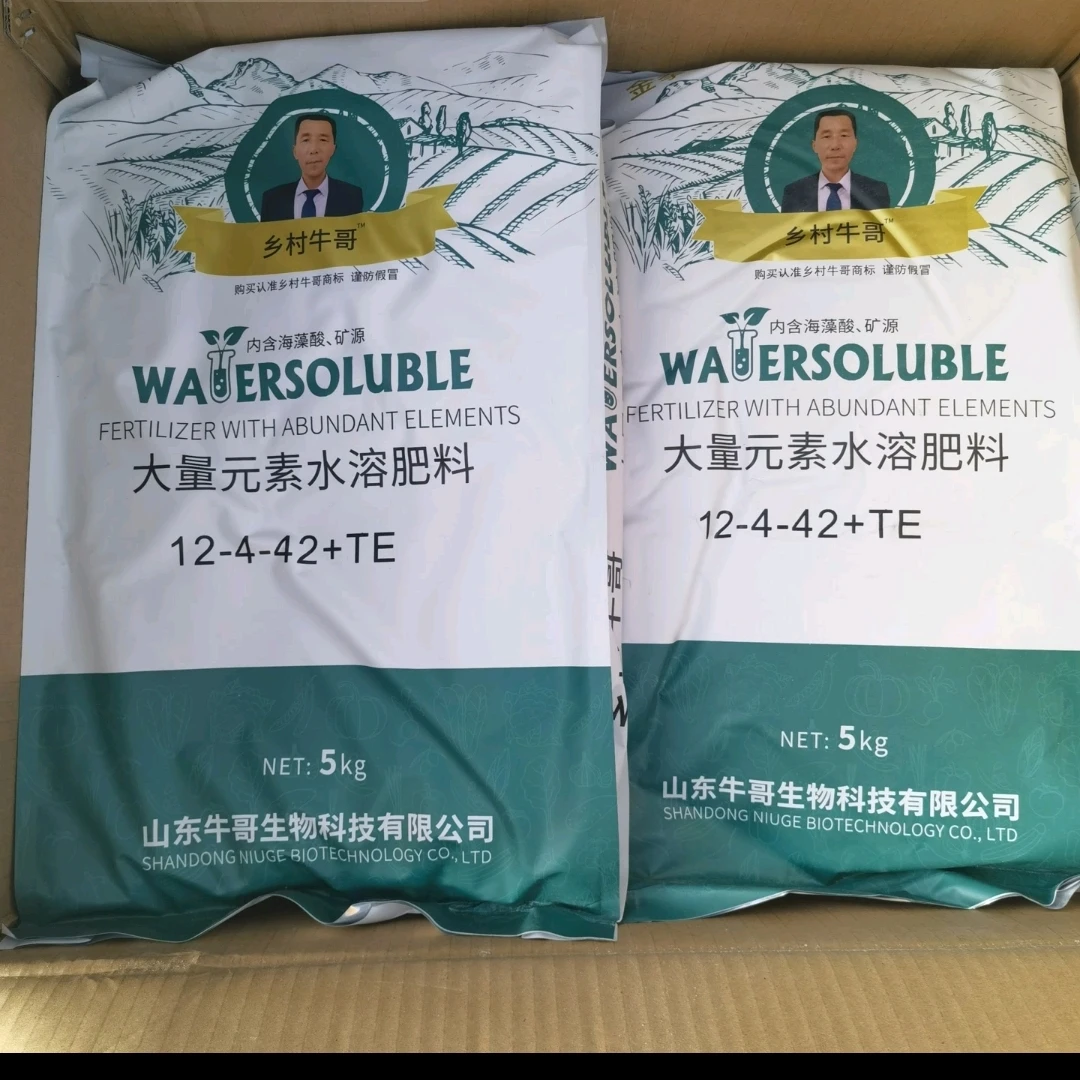 乡村牛哥™
购买认准乡村牛哥商标 谨防假冒
内含海藻酸、矿源
WATERSOLUBLE
FERTILIZER WITH ABUNDANT ELEMENTS
大量元素水溶肥料
12-4-42+TE
NET: 5kg
山东牛哥生物科技有限公司
SHANDONG NIUGE BIOTECHNOLOGY CO., LTD
乡村牛哥™
购买认准乡村牛哥商标 谨防假冒
内含海藻酸、矿源
WATERSOLUBLE
FERTILIZER WITH ABUNDANT ELEMENTS
大量元素水溶肥料
12-4-42+TE
NET: 5kg
山东牛哥生物科技有限公司
SHANDONG NIUGE BIOTECHNOLOGY CO., LTD
WATERSOLUBLE